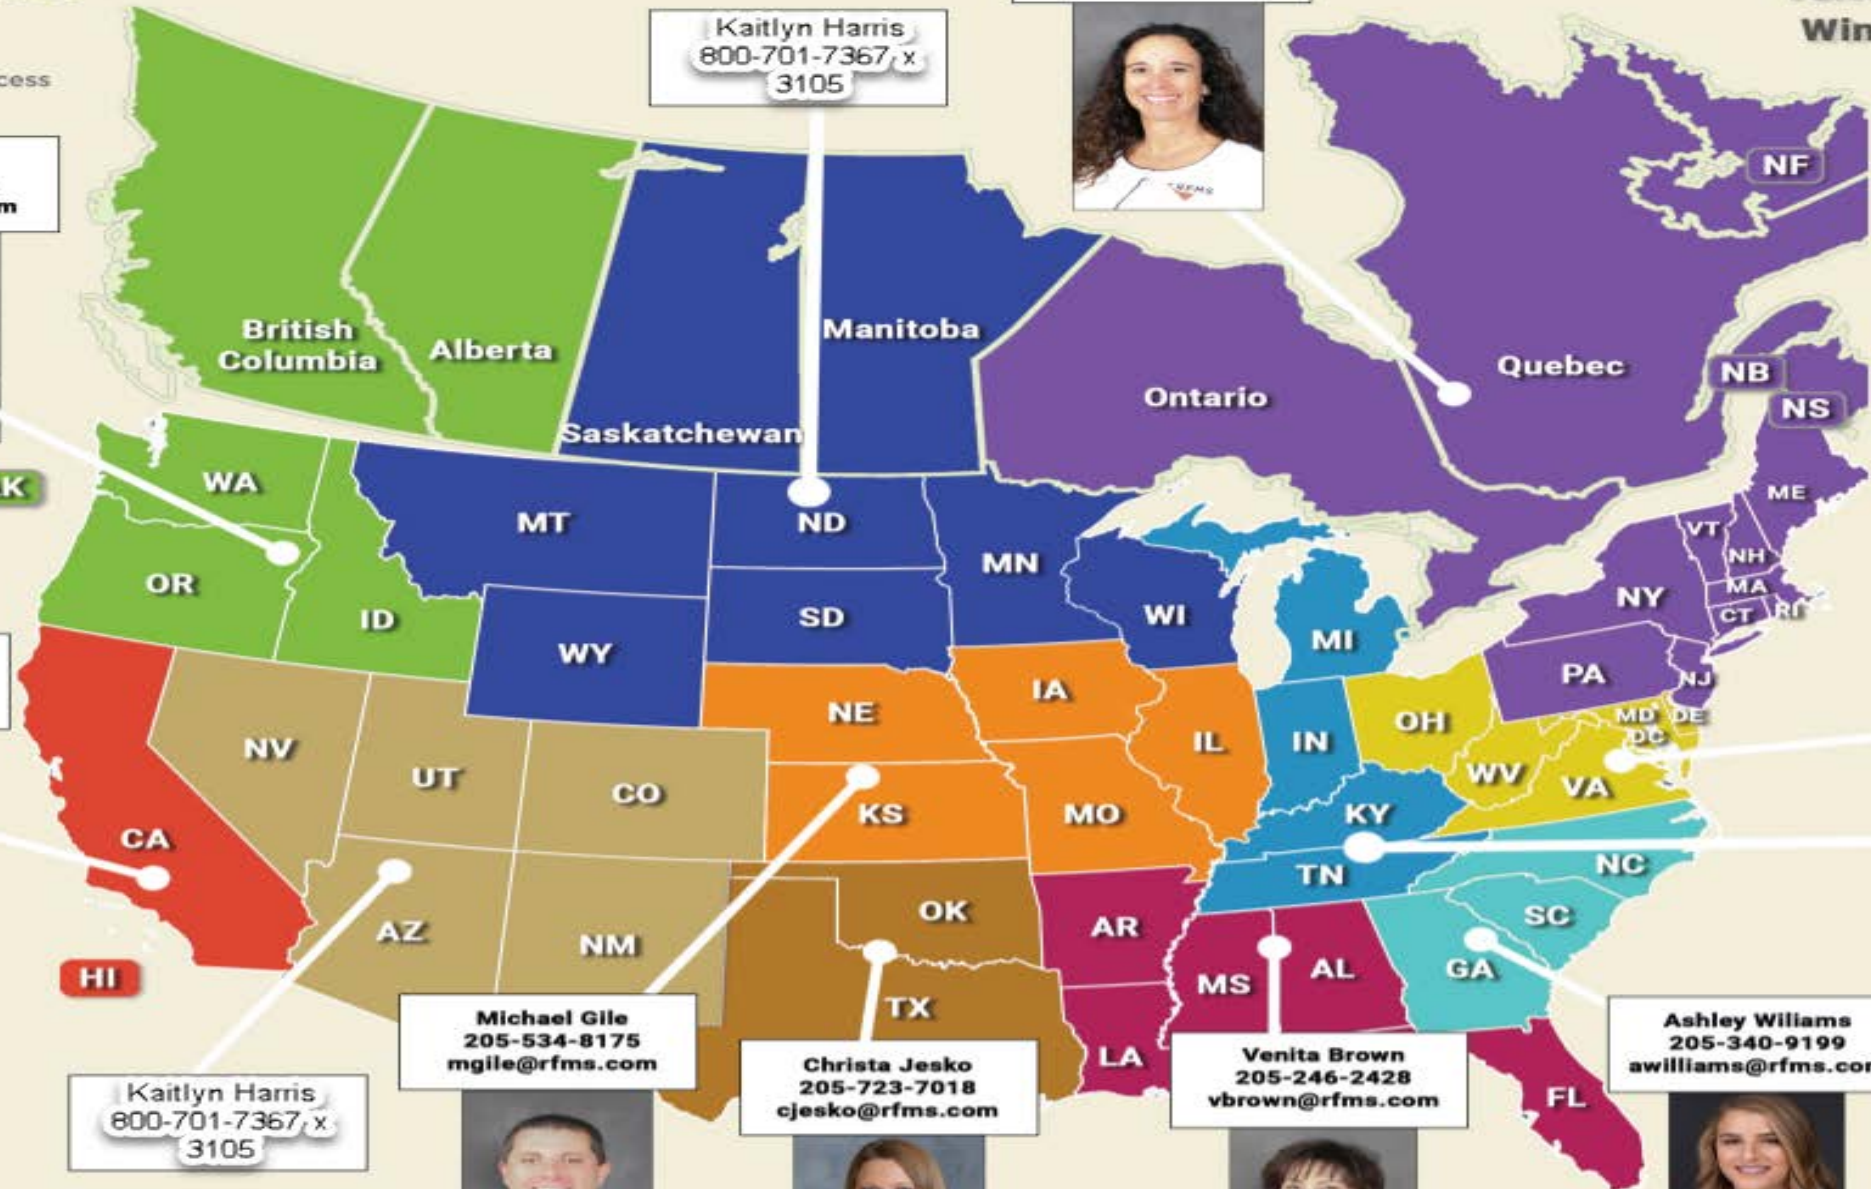 Win
cess
Kaitlyn Harris
800-701-7367 x
3105
RFMS
m
NF
British
Columbia
Alberta
Saskatchewan
Manitoba
Ontario
Quebec
NB
NS
K
WA
OR
ID
MT
ND
SD
WY
MN
WI
MI
ME
VT
NH
MA
CT
RI
NY
PA
NJ
MD
DE
DC
OH
WV
VA
NE
IA
IL
IN
KS
MO
KY
TN
NC
SC
GA
CA
HI
NV
UT
CO
AZ
NM
OK
TX
AR
LA
MS
AL
FL
Kaitlyn Harris
800-701-7367 x
3105
Michael Gile
205-534-8175
mgile@rfms.com
Christa Jesko
205-723-7018
cjesko@rfms.com
Venita Brown
205-246-2428
vbrown@rfms.com
Ashley Wiliams
205-340-9199
awilliams@rfms.com